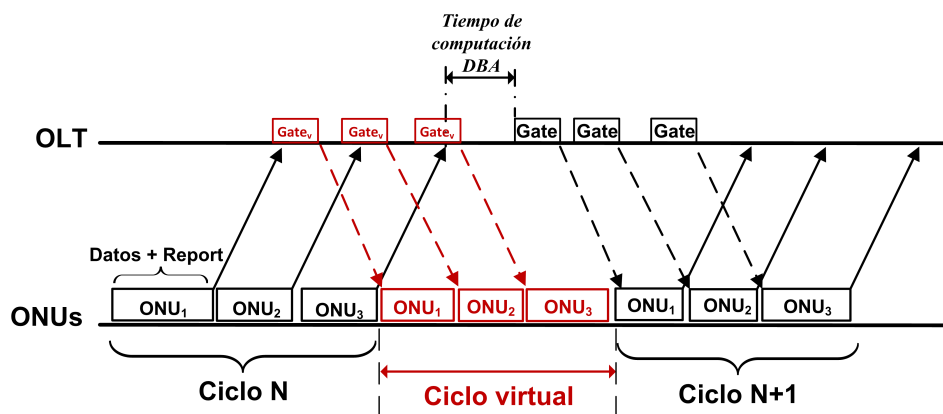 Tiempo de
computación
DBA
OLT
Gateᵥ Gateᵥ Gateᵥ Gate Gate Gate
Datos + Report
ONUs
ONU₁ ONU₂ ONU₃ ONU₁ ONU₂ ONU₃ ONU₁ ONU₂ ONU₃
Ciclo N Ciclo virtual Ciclo N+1